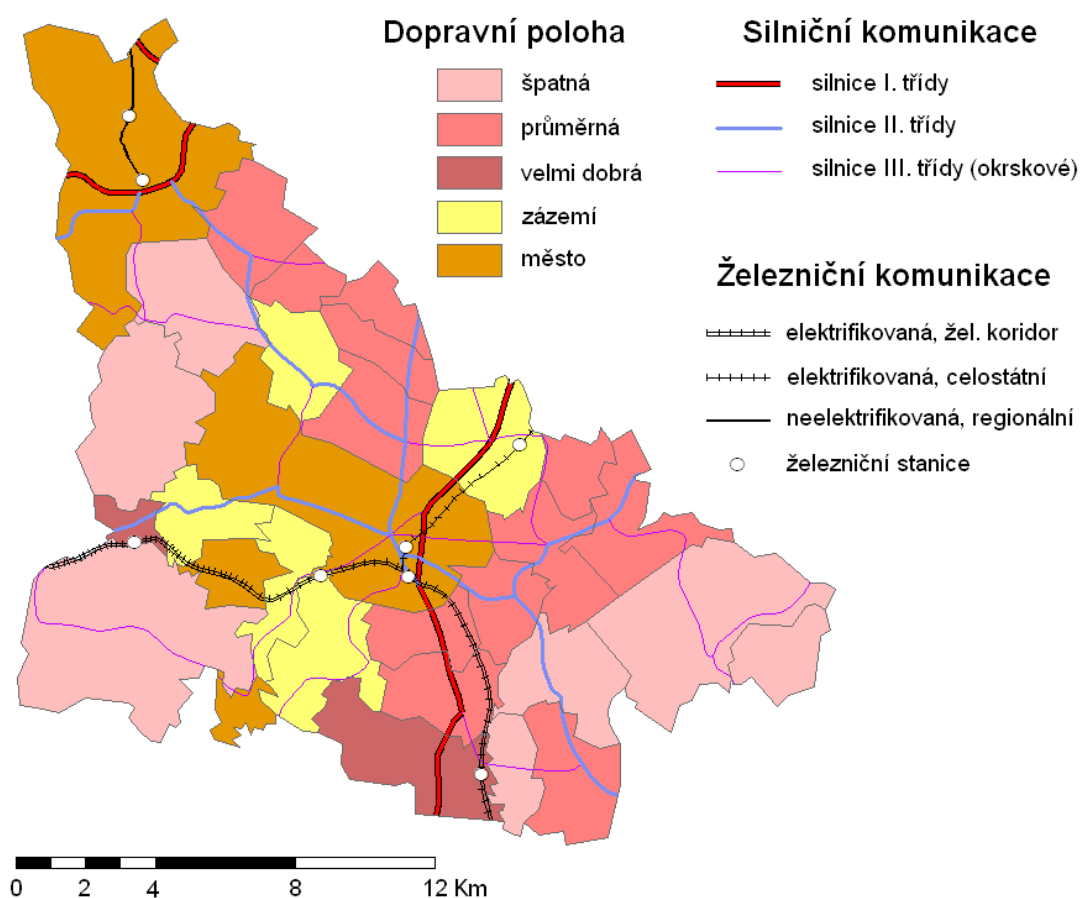 Dopravní poloha
špatná
průměrná
velmi dobrá
zázemí
město
Silniční komunikace
silnice I. třídy
silnice II. třídy
silnice III. třídy (okrskové)
Železniční komunikace
elektrifikovaná, žel. koridor
elektrifikovaná, celostátní
neelektrifikovaná, regionální
železniční stanice
0 2 4 8 12 Km